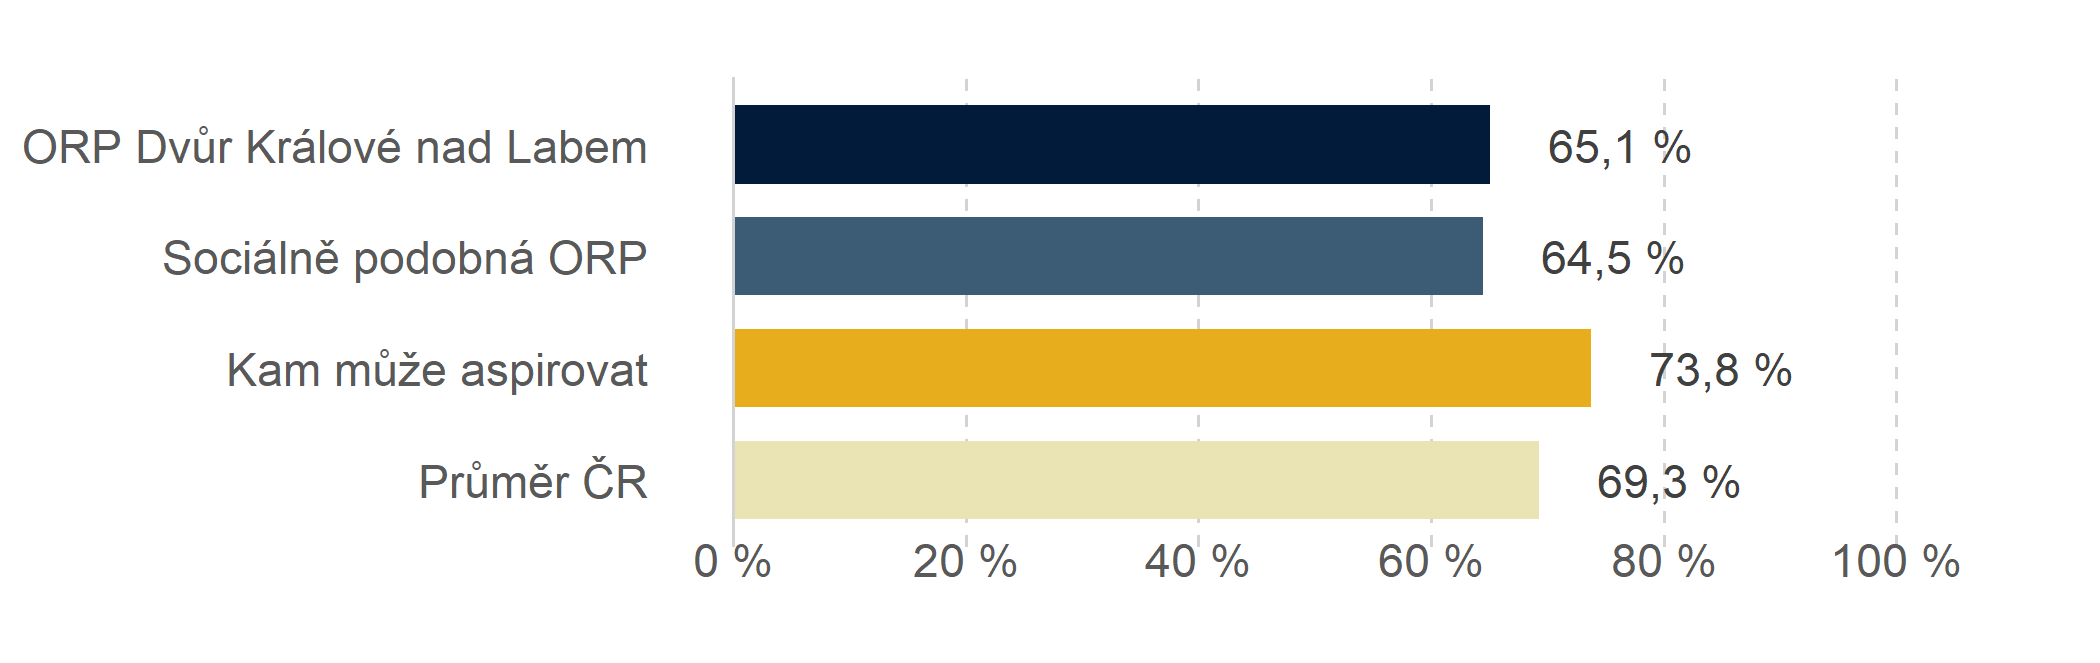 ORP Dvůr Králové nad Labem
65,1 %
Sociálně podobná ORP
64,5 %
Kam může aspirovat
73,8 %
Průměr ČR
69,3 %
0 %
20 %
40 %
60 %
80 %
100 %